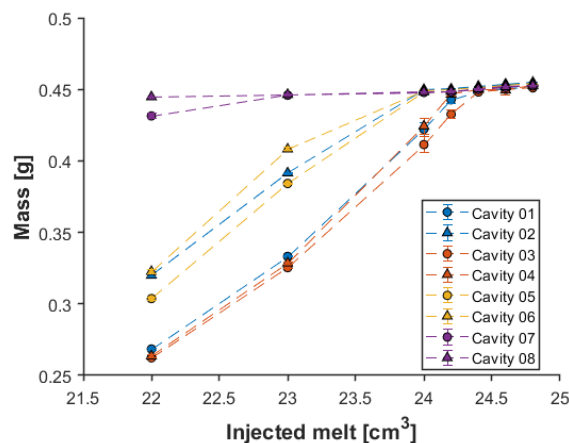 0.5
0.45
0.4
0.35
0.3
0.25
Mass [g]
21.5 22 22.5 23 23.5 24 24.5 25
Injected melt [cm³]
Cavity 01
Cavity 02
Cavity 03
Cavity 04
Cavity 05
Cavity 06
Cavity 07
Cavity 08